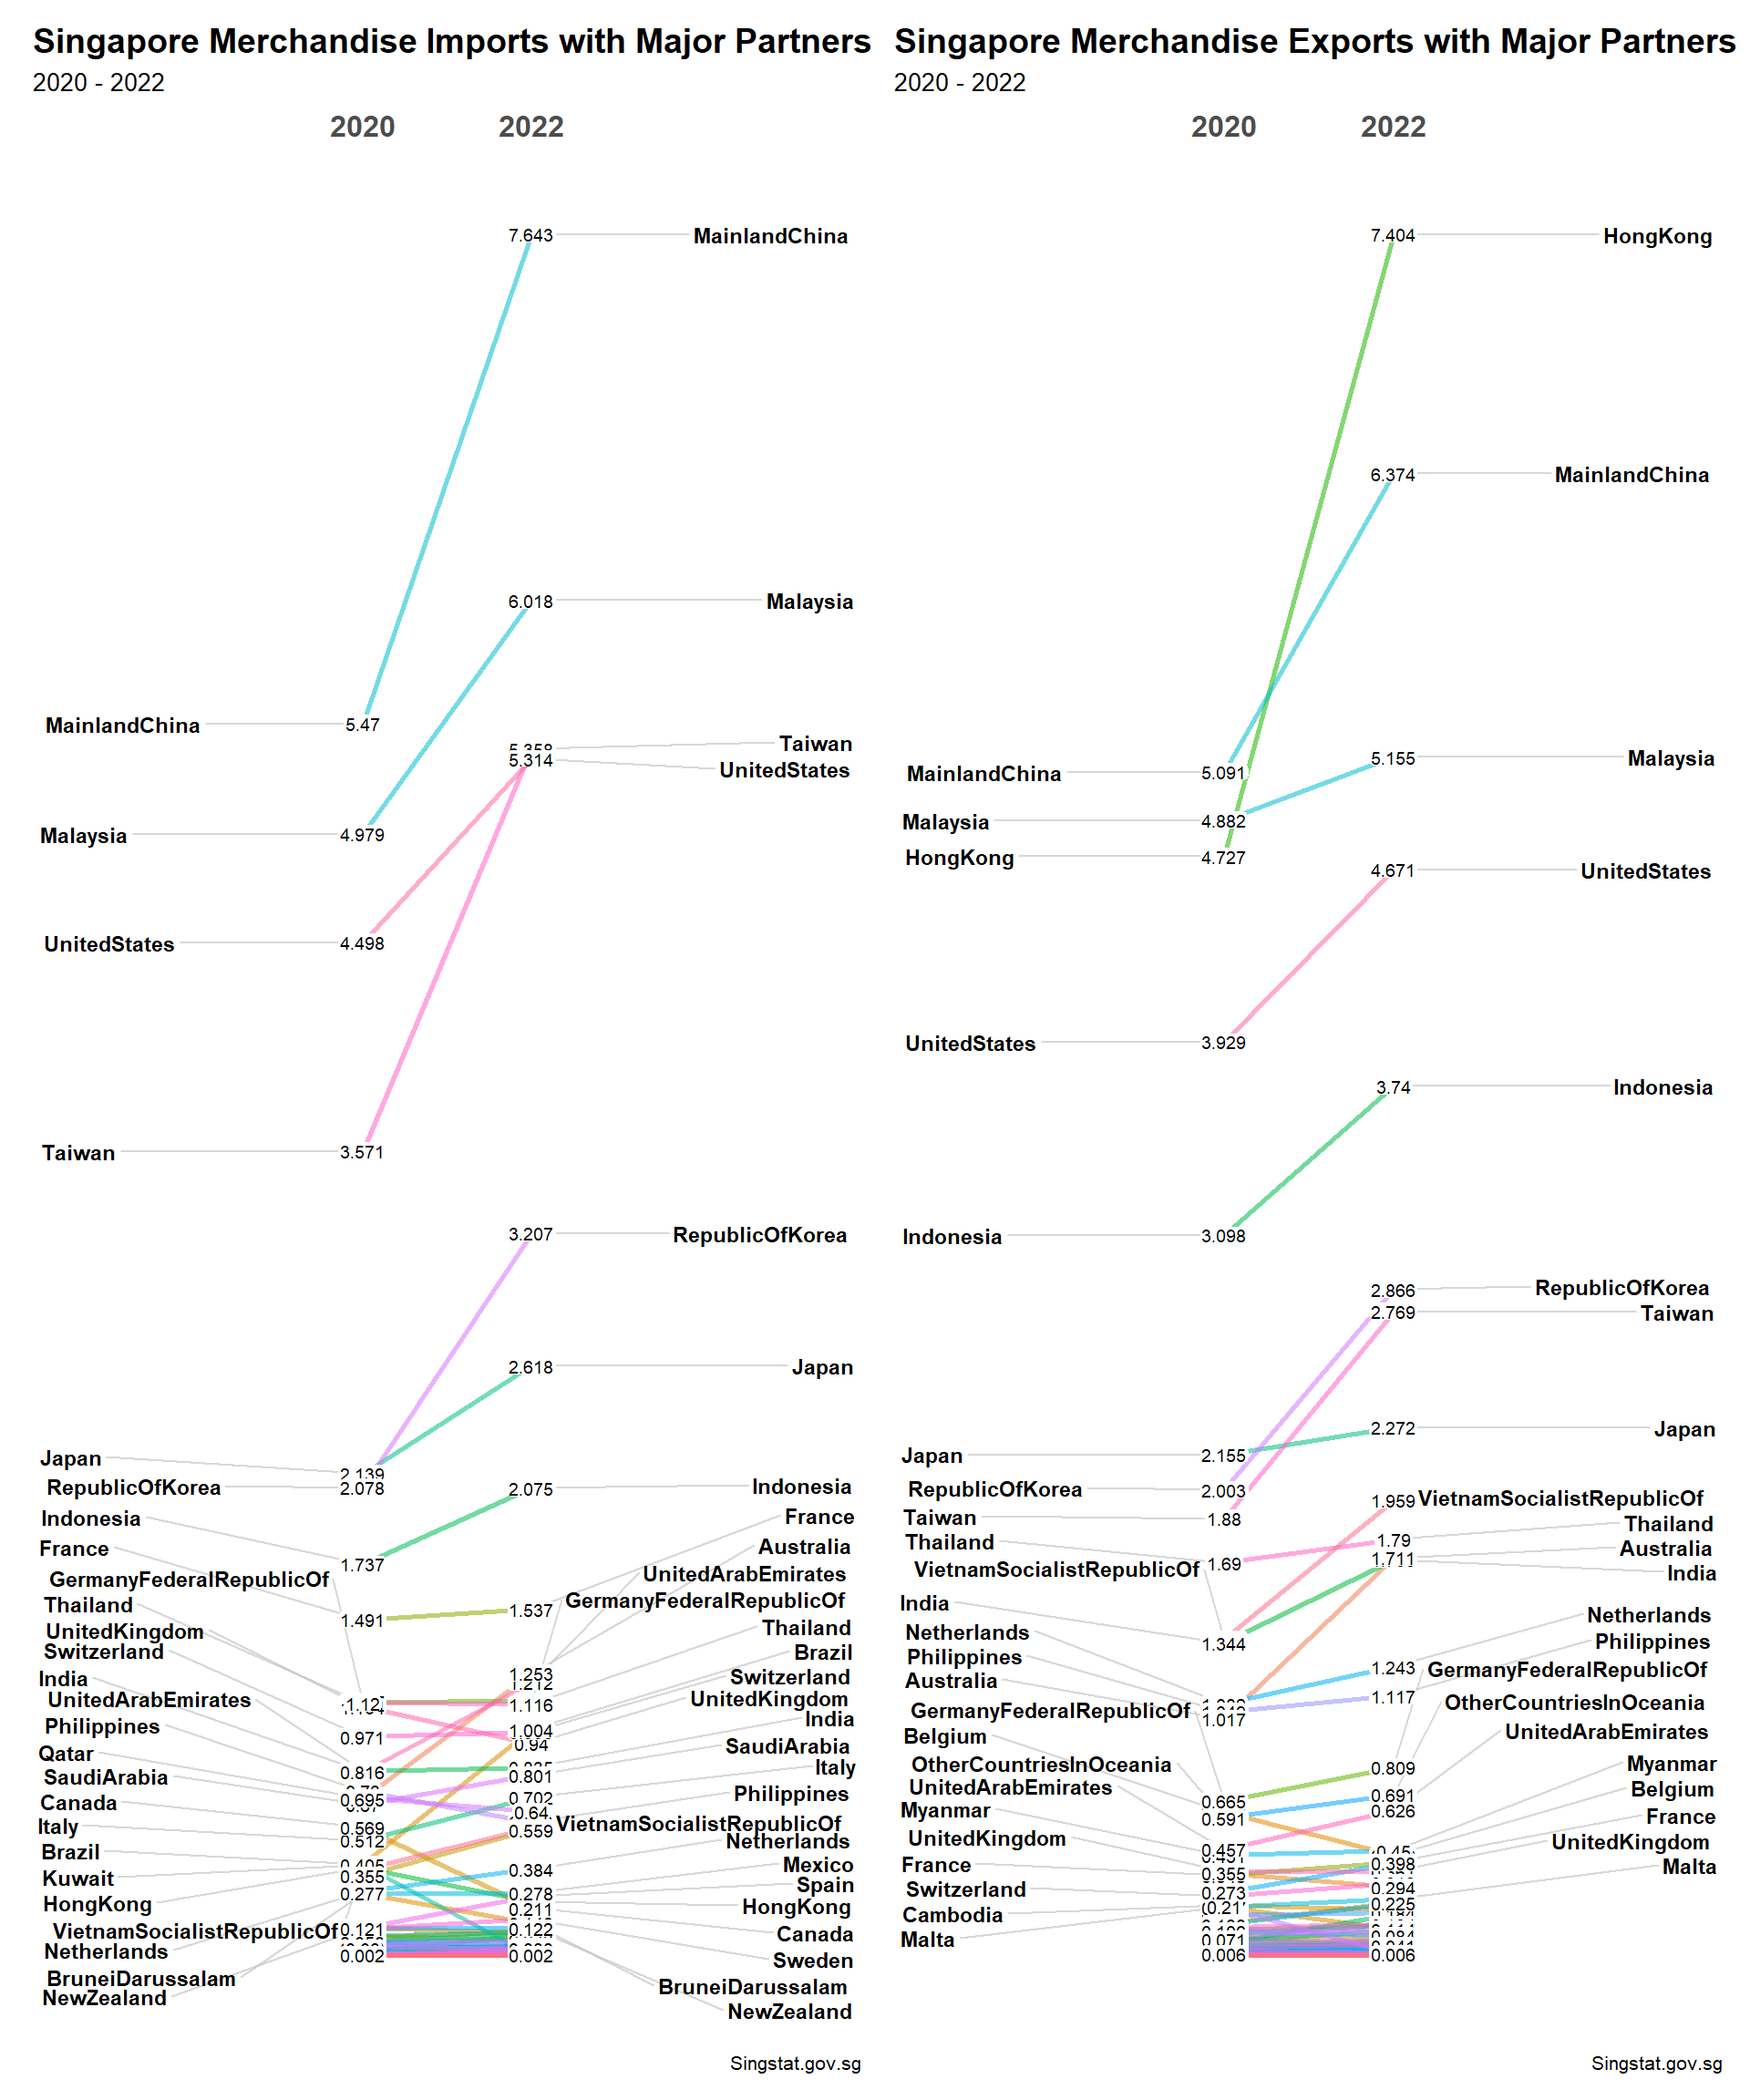 Singapore Merchandise Imports with Major Partners
2020 - 2022
2020 2022
7.643 MainlandChina
6.018 Malaysia
MainlandChina 5.47
5.358 Taiwan
5.314 UnitedStates
Malaysia 4.979
UnitedStates 4.498
Taiwan 3.571
3.207 RepublicOfKorea
2.618 Japan
Japan 2.139
RepublicOfKorea 2.078
2.075 Indonesia
Indonesia
France
1.737
GermanyFederalRepublicOf
Thailand
UnitedKingdom
Switzerland
India
UnitedArabEmirates
Philippines
Qatar
SaudiArabia
Canada
Italy
Brazil
Kuwait
HongKong
VietnamSocialistRepublicOf
Netherlands
BruneiDarussalam
NewZealand
1.491
1.12
0.971
0.816
0.695
0.569
0.512
0.405
0.355
0.277
0.121
0.002
1.537
1.253
1.212
1.116
1.004
0.94
0.801
0.702
0.559
0.384
0.278
0.211
0.122
0.002
France
Australia
UnitedArabEmirates
GermanyFederalRepublicOf
Thailand
Brazil
Switzerland
UnitedKingdom
India
SaudiArabia
Italy
Philippines
VietnamSocialistRepublicOf
Netherlands
Mexico
Spain
HongKong
Canada
Sweden
BruneiDarussalam
NewZealand
Singstat.gov.sg
Singapore Merchandise Exports with Major Partners
2020 - 2022
2020 2022
7.404 HongKong
6.374 MainlandChina
5.155 Malaysia
MainlandChina 5.091
Malaysia 4.882
HongKong 4.727
4.671 UnitedStates
UnitedStates 3.929
3.74 Indonesia
Indonesia 3.098
2.866 RepublicOfKorea
2.769 Taiwan
2.272 Japan
Japan 2.155
RepublicOfKorea 2.003
Taiwan 1.88
Thailand
1.69
VietnamSocialistRepublicOf
India
Netherlands
Philippines
Australia
GermanyFederalRepublicOf
Belgium
OtherCountriesInOceania
UnitedArabEmirates
Myanmar
UnitedKingdom
France
Switzerland
Cambodia
Malta
1.344
1.017
0.665
0.591
0.457
0.355
0.273
0.071
0.006
1.959
1.79
1.711
1.243
1.117
0.809
0.691
0.626
0.398
0.294
0.225
0.006
VietnamSocialistRepublicOf
Thailand
Australia
India
Netherlands
Philippines
GermanyFederalRepublicOf
OtherCountriesInOceania
UnitedArabEmirates
Myanmar
Belgium
France
UnitedKingdom
Malta
Singstat.gov.sg